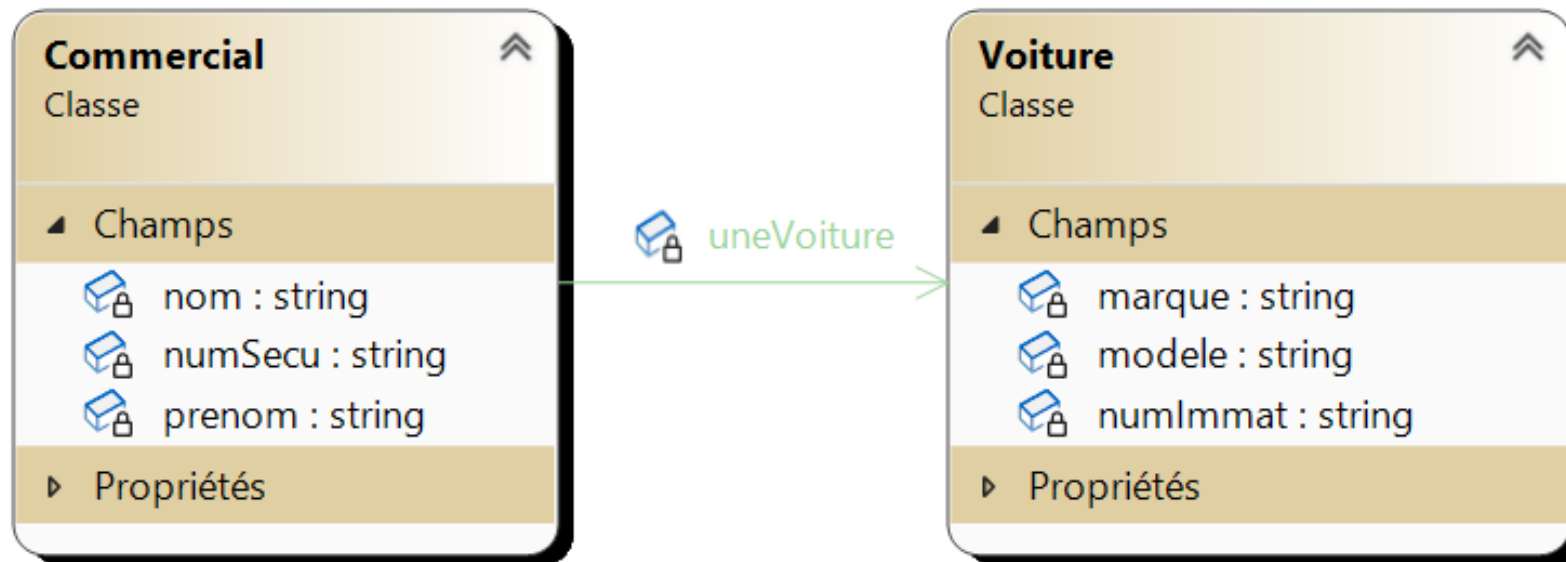 Commercial
Classe
Champs
nom : string
numSecu : string
prenom : string
Propriétés
uneVoiture
Voiture
Classe
Champs
marque : string
modele : string
numImmat : string
Propriétés